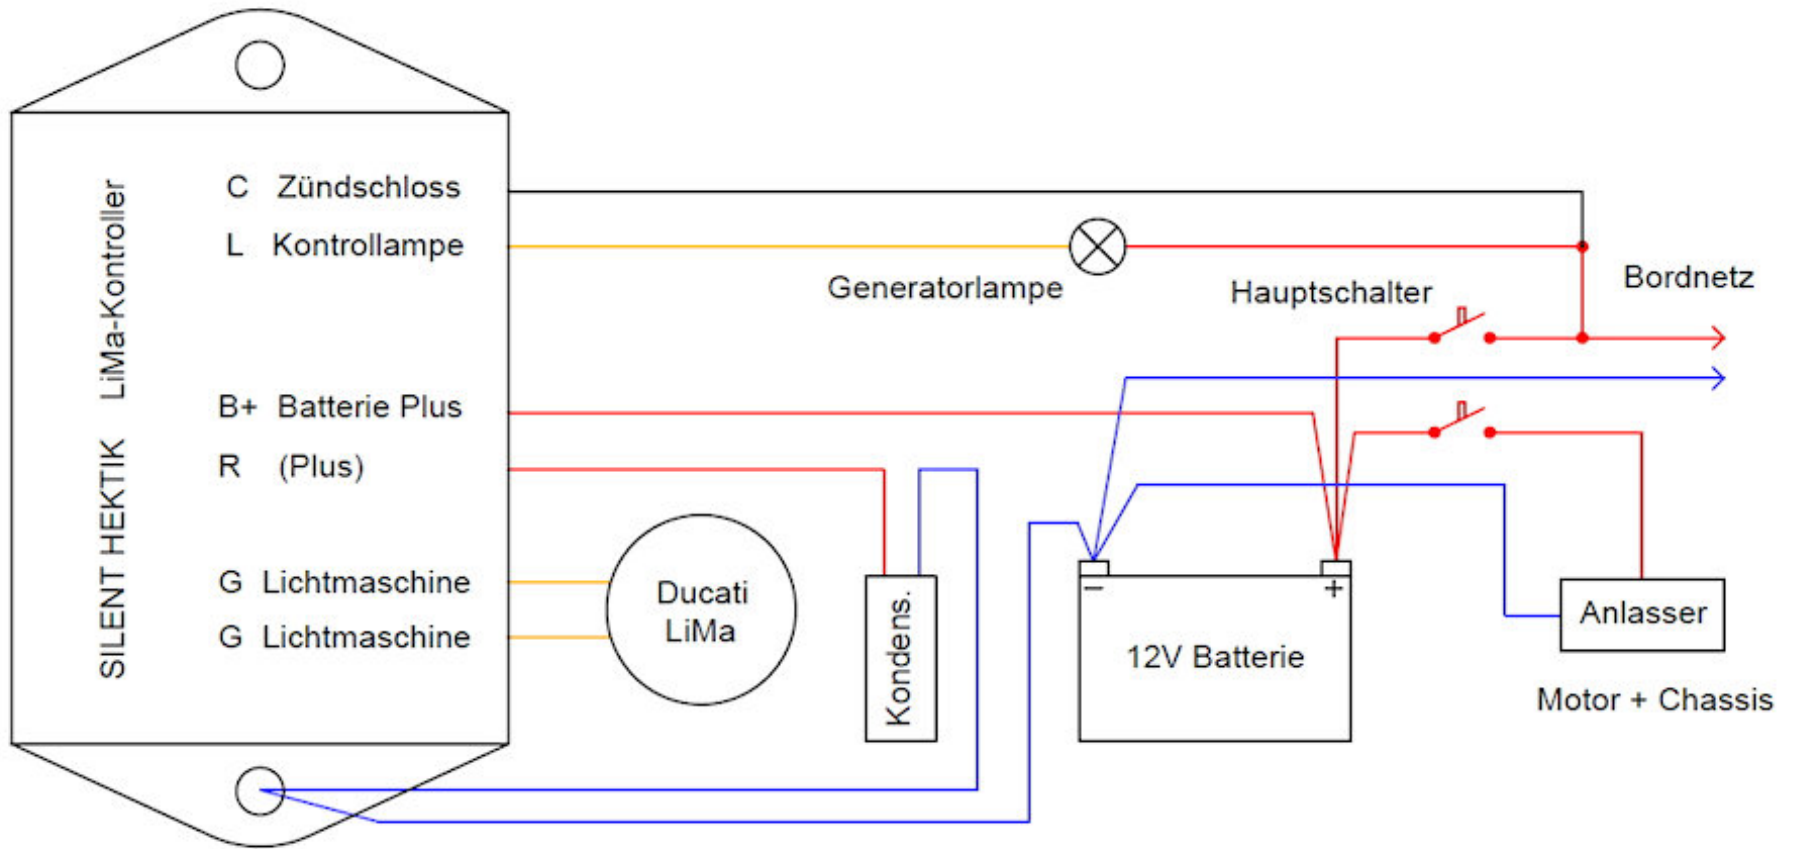 SILENT HEKTIK LiMa-Kontroller
C Zündschloss
L Kontrollampe
B+ Batterie Plus
R (Plus)
G Lichtmaschine
G Lichtmaschine
Ducati
LiMa
Kondens.
Generatorlampe
Hauptschalter
Bordnetz
− +
12V Batterie
Anlasser
Motor + Chassis